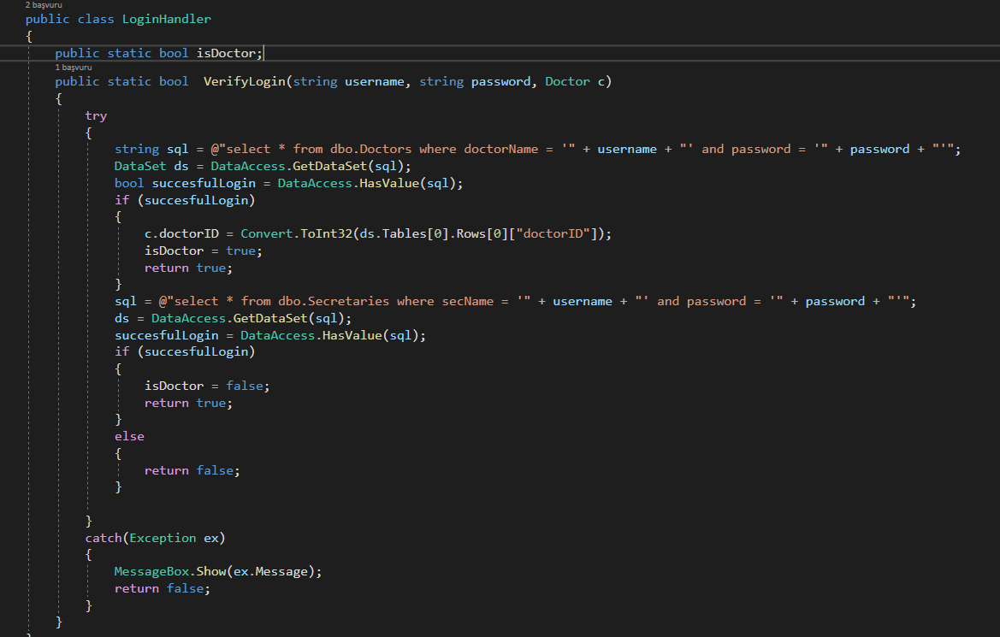 2 başvuru
public class LoginHandler
{
public static bool isDoctor;
1 başvuru
public static bool  VerifyLogin(string username, string password, Doctor c)
{
try
{
string sql = @"select * from dbo.Doctors where doctorName = '" + username + "' and password = '" + password + "'";
DataSet ds = DataAccess.GetDataSet(sql);
bool succesfulLogin = DataAccess.HasValue(sql);
if (succesfulLogin)
{
c.doctorID = Convert.ToInt32(ds.Tables[0].Rows[0]["doctorID"]);
isDoctor = true;
return true;
}
sql = @"select * from dbo.Secretaries where secName = '" + username + "' and password = '" + password + "'";
ds = DataAccess.GetDataSet(sql);
succesfulLogin = DataAccess.HasValue(sql);
if (succesfulLogin)
{
isDoctor = false;
return true;
}
else
{
return false;
}
}
catch(Exception ex)
{
MessageBox.Show(ex.Message);
return false;
}
}
}